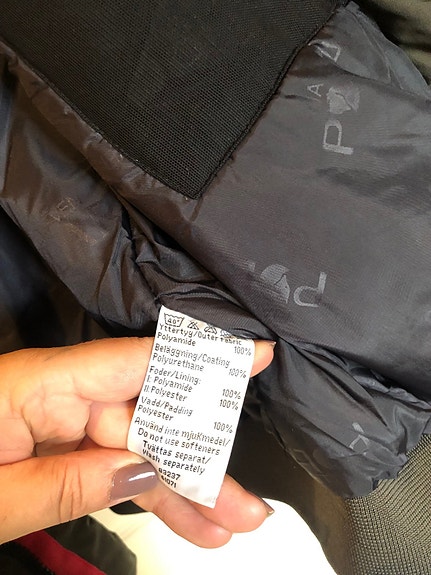 40°
Yttertyg/Outer Fabric
Polyamide 100%
Beläggning/Coating
Polyurethane 100%
Foder/Lining:
I: Polyamide 100%
II: Polyester 100%
Vadd/Padding
Polyester 100%
Använd inte mjukmedel/
Do not use softeners
Tvättas separat/
Wash separately
03237